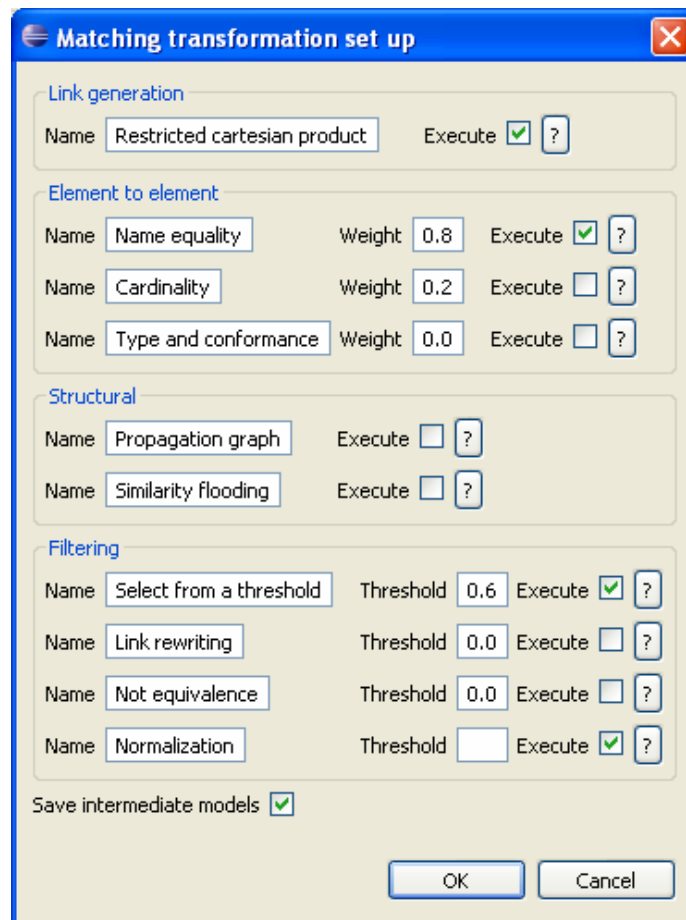 Matching transformation set up
Link generation
Name Restricted cartesian product Execute ?
Element to element
Name Name equality Weight 0.8 Execute ?
Name Cardinality Weight 0.2 Execute ?
Name Type and conformance Weight 0.0 Execute ?
Structural
Name Propagation graph Execute ?
Name Similarity flooding Execute ?
Filtering
Name Select from a threshold Threshold 0.6 Execute ?
Name Link rewriting Threshold 0.0 Execute ?
Name Not equivalence Threshold 0.0 Execute ?
Name Normalization Threshold Execute ?
Save intermediate models
OK Cancel